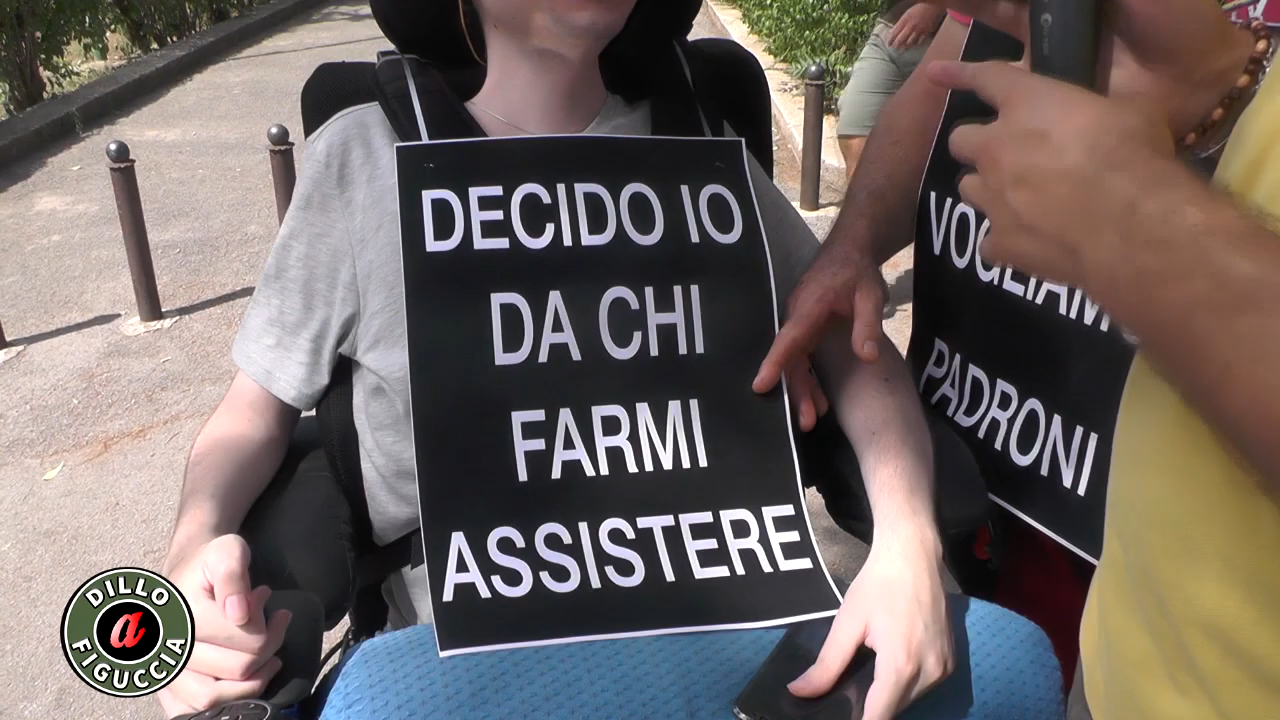 DECIDO IO
DA CHI
FARMI
ASSISTERE
PADRONI
DILLO
a
FIGUCCIA